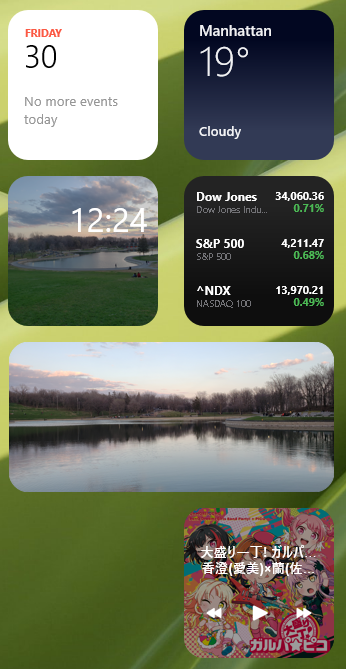 FRIDAY
30
No more events
today
Manhattan
19°
Cloudy
12:24
Dow Jones 34,060.36
Dow Jones Indu... 0.71%
S&P 500 4,211.47
S&P 500 0.68%
^NDX 13,970.21
NASDAQ 100 0.49%
大盛り一丁! ガルパ...
香澄(愛美)×蘭(佐...
ガルパ☆ピコ